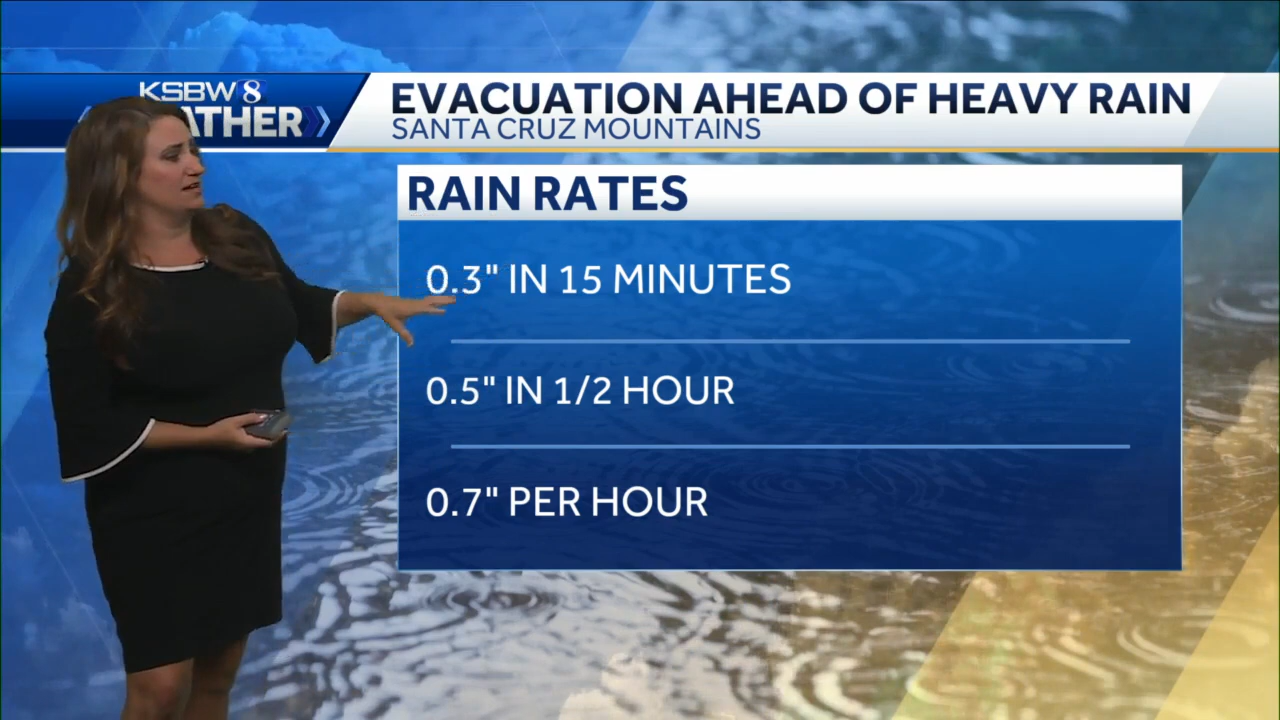 KSBW 8
EVACUATION AHEAD OF HEAVY RAIN
SANTA CRUZ MOUNTAINS
RAIN RATES
0.3" IN 15 MINUTES
0.5" IN 1/2 HOUR
0.7" PER HOUR